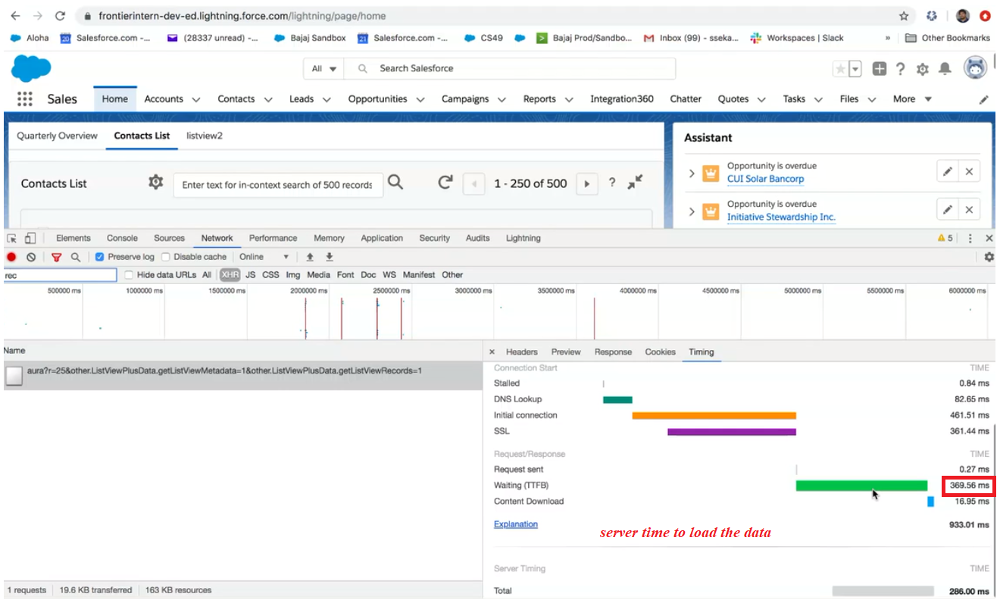 frontierintern-dev-ed.lightning.force.com/lightning/page/home
Aloha 20 Salesforce.com -... (28337 unread) -... Bajaj Sandbox 21 Salesforce.com -... CS49 > Bajaj Prod/Sandbo... Inbox (99) - sseka... Workspaces | Slack » Other Bookmarks
All Search Salesforce
Sales Home Accounts Contacts Leads Opportunities Campaigns Reports Integration360 Chatter Quotes Tasks Files More
Quarterly Overview Contacts List listview2
Contacts List Enter text for in-context search of 500 records 1 - 250 of 500 ?
Assistant
Opportunity is overdue
CUI Solar Bancorp
Opportunity is overdue
Initiative Stewardship Inc.
Elements Console Sources Network Performance Memory Application Security Audits Lightning 5
Preserve log Disable cache Online
rec Hide data URLs All XHR JS CSS Img Media Font Doc WS Manifest Other
500000 ms 1000000 ms 1500000 ms 2000000 ms 2500000 ms 3000000 ms 3500000 ms 4000000 ms 4500000 ms 5000000 ms 5500000 ms 6000000 ms
Name
aura?r=25&other.ListViewPlusData.getListViewMetadata=1&other.ListViewPlusData.getListViewRecords=1
Headers Preview Response Cookies Timing
Connection Start TIME
Stalled 0.84 ms
DNS Lookup 82.65 ms
Initial connection 461.51 ms
SSL 361.44 ms
Request/Response TIME
Request sent 0.27 ms
Waiting (TTFB) 369.56 ms
Content Download 16.95 ms
Explanation 933.01 ms
server time to load the data
Server Timing TIME
Total 286.00 ms
1 requests 19.6 KB transferred 163 KB resources